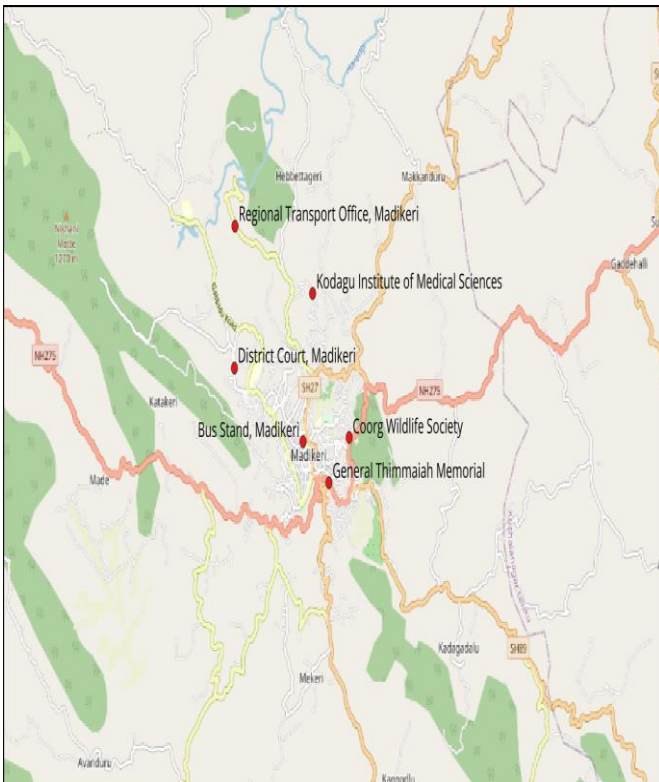 Hebbettageri
Makkanduru
Regional Transport Office, Madikeri
Gaddehalli
Kodagu Institute of Medical Sciences
NH275
District Court, Madikeri
SH27
NH275
Katakeri
Bus Stand, Madikeri
Coorg Wildlife Society
Madikeri
General Thimmaiah Memorial
Made
Kadagadalu
SH89
Mekeri
Avanduru